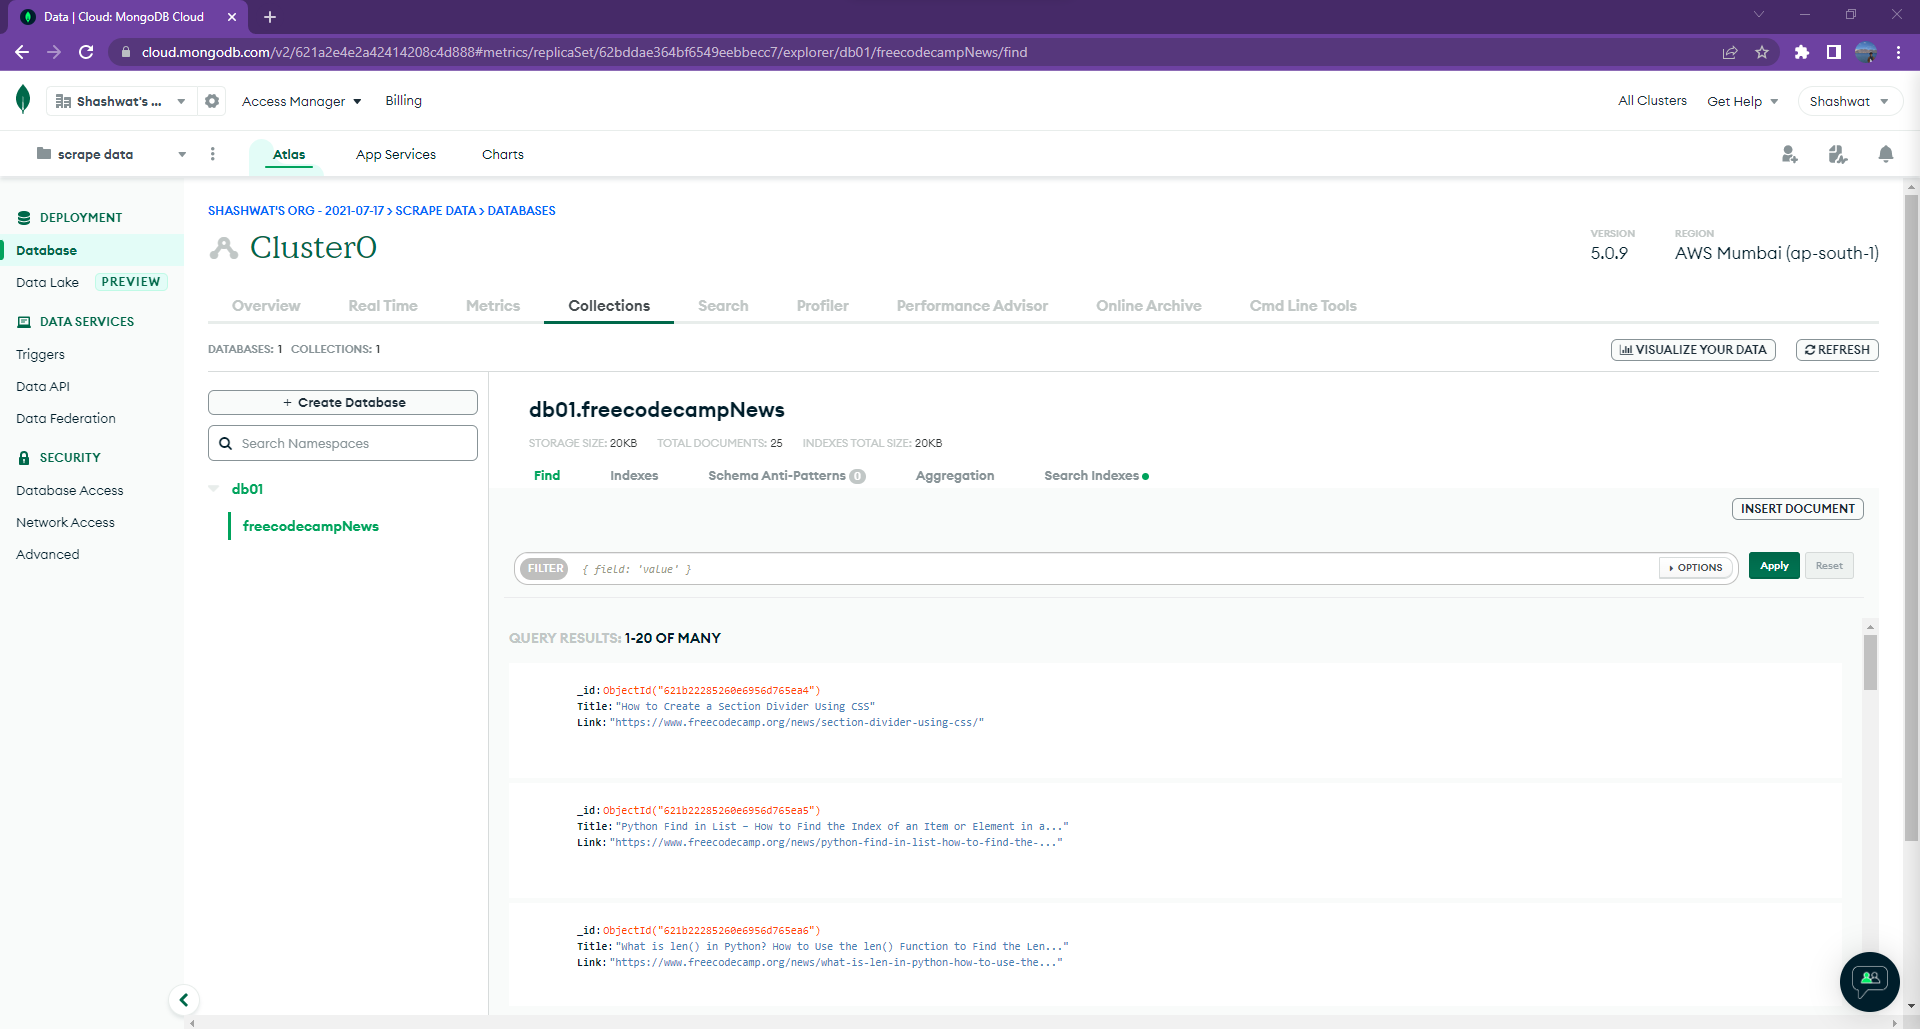 Data | Cloud: MongoDB Cloud
cloud.mongodb.com/v2/621a2e4e2a42414208c4d888#metrics/replicaSet/62bddae364bf6549eebbecc7/explorer/db01/freecodecampNews/find
Shashwat's ...
Access Manager
Billing
All Clusters
Get Help
Shashwat
scrape data
Atlas
App Services
Charts
DEPLOYMENT
Database
Data Lake PREVIEW
DATA SERVICES
Triggers
Data API
Data Federation
SECURITY
Database Access
Network Access
Advanced
SHASHWAT'S ORG - 2021-07-17 > SCRAPE DATA > DATABASES
Cluster0
VERSION
5.0.9
REGION
AWS Mumbai (ap-south-1)
Overview
Real Time
Metrics
Collections
Search
Profiler
Performance Advisor
Online Archive
Cmd Line Tools
DATABASES: 1 COLLECTIONS: 1
VISUALIZE YOUR DATA
REFRESH
+ Create Database
Search Namespaces
db01
freecodecampNews
db01.freecodecampNews
STORAGE SIZE: 20KB TOTAL DOCUMENTS: 25 INDEXES TOTAL SIZE: 20KB
Find
Indexes
Schema Anti-Patterns 0
Aggregation
Search Indexes
INSERT DOCUMENT
FILTER { field: 'value' }
OPTIONS
Apply
Reset
QUERY RESULTS: 1-20 OF MANY
_id: ObjectId("621b22285260e6956d765ea4")
Title: "How to Create a Section Divider Using CSS"
Link: "https://www.freecodecamp.org/news/section-divider-using-css/"
_id: ObjectId("621b22285260e6956d765ea5")
Title: "Python Find in List – How to Find the Index of an Item or Element in a..."
Link: "https://www.freecodecamp.org/news/python-find-in-list-how-to-find-the-..."
_id: ObjectId("621b22285260e6956d765ea6")
Title: "What is len() in Python? How to Use the len() Function to Find the Len..."
Link: "https://www.freecodecamp.org/news/what-is-len-in-python-how-to-use-the..."